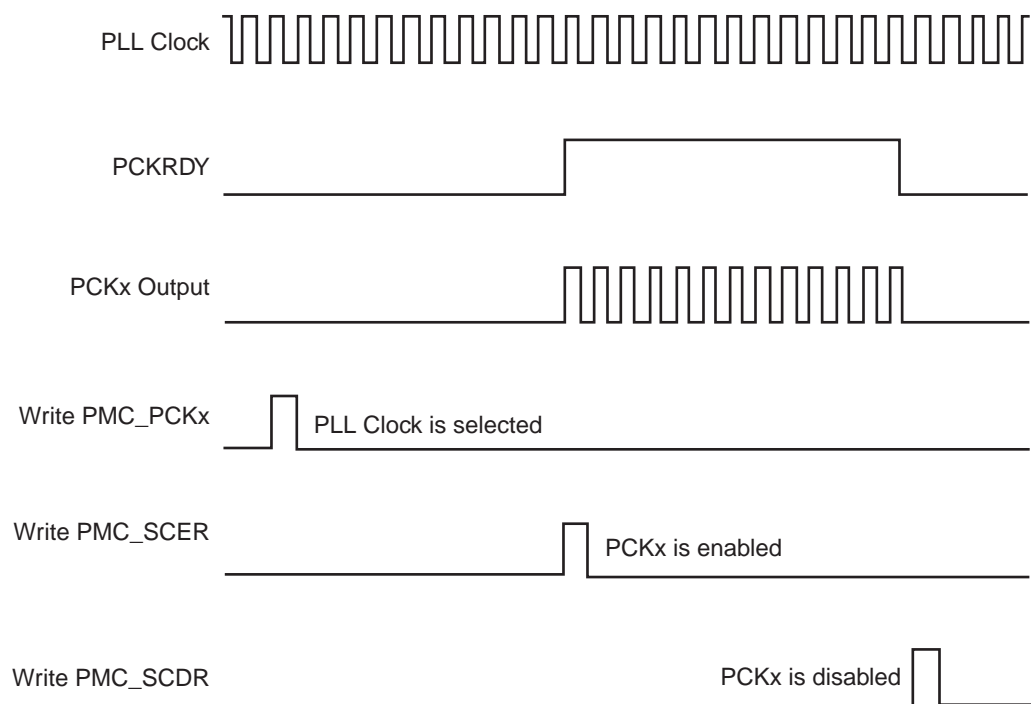 PLL Clock
PCKRDY
PCKx Output
Write PMC_PCKx
PLL Clock is selected
Write PMC_SCER
PCKx is enabled
Write PMC_SCDR
PCKx is disabled